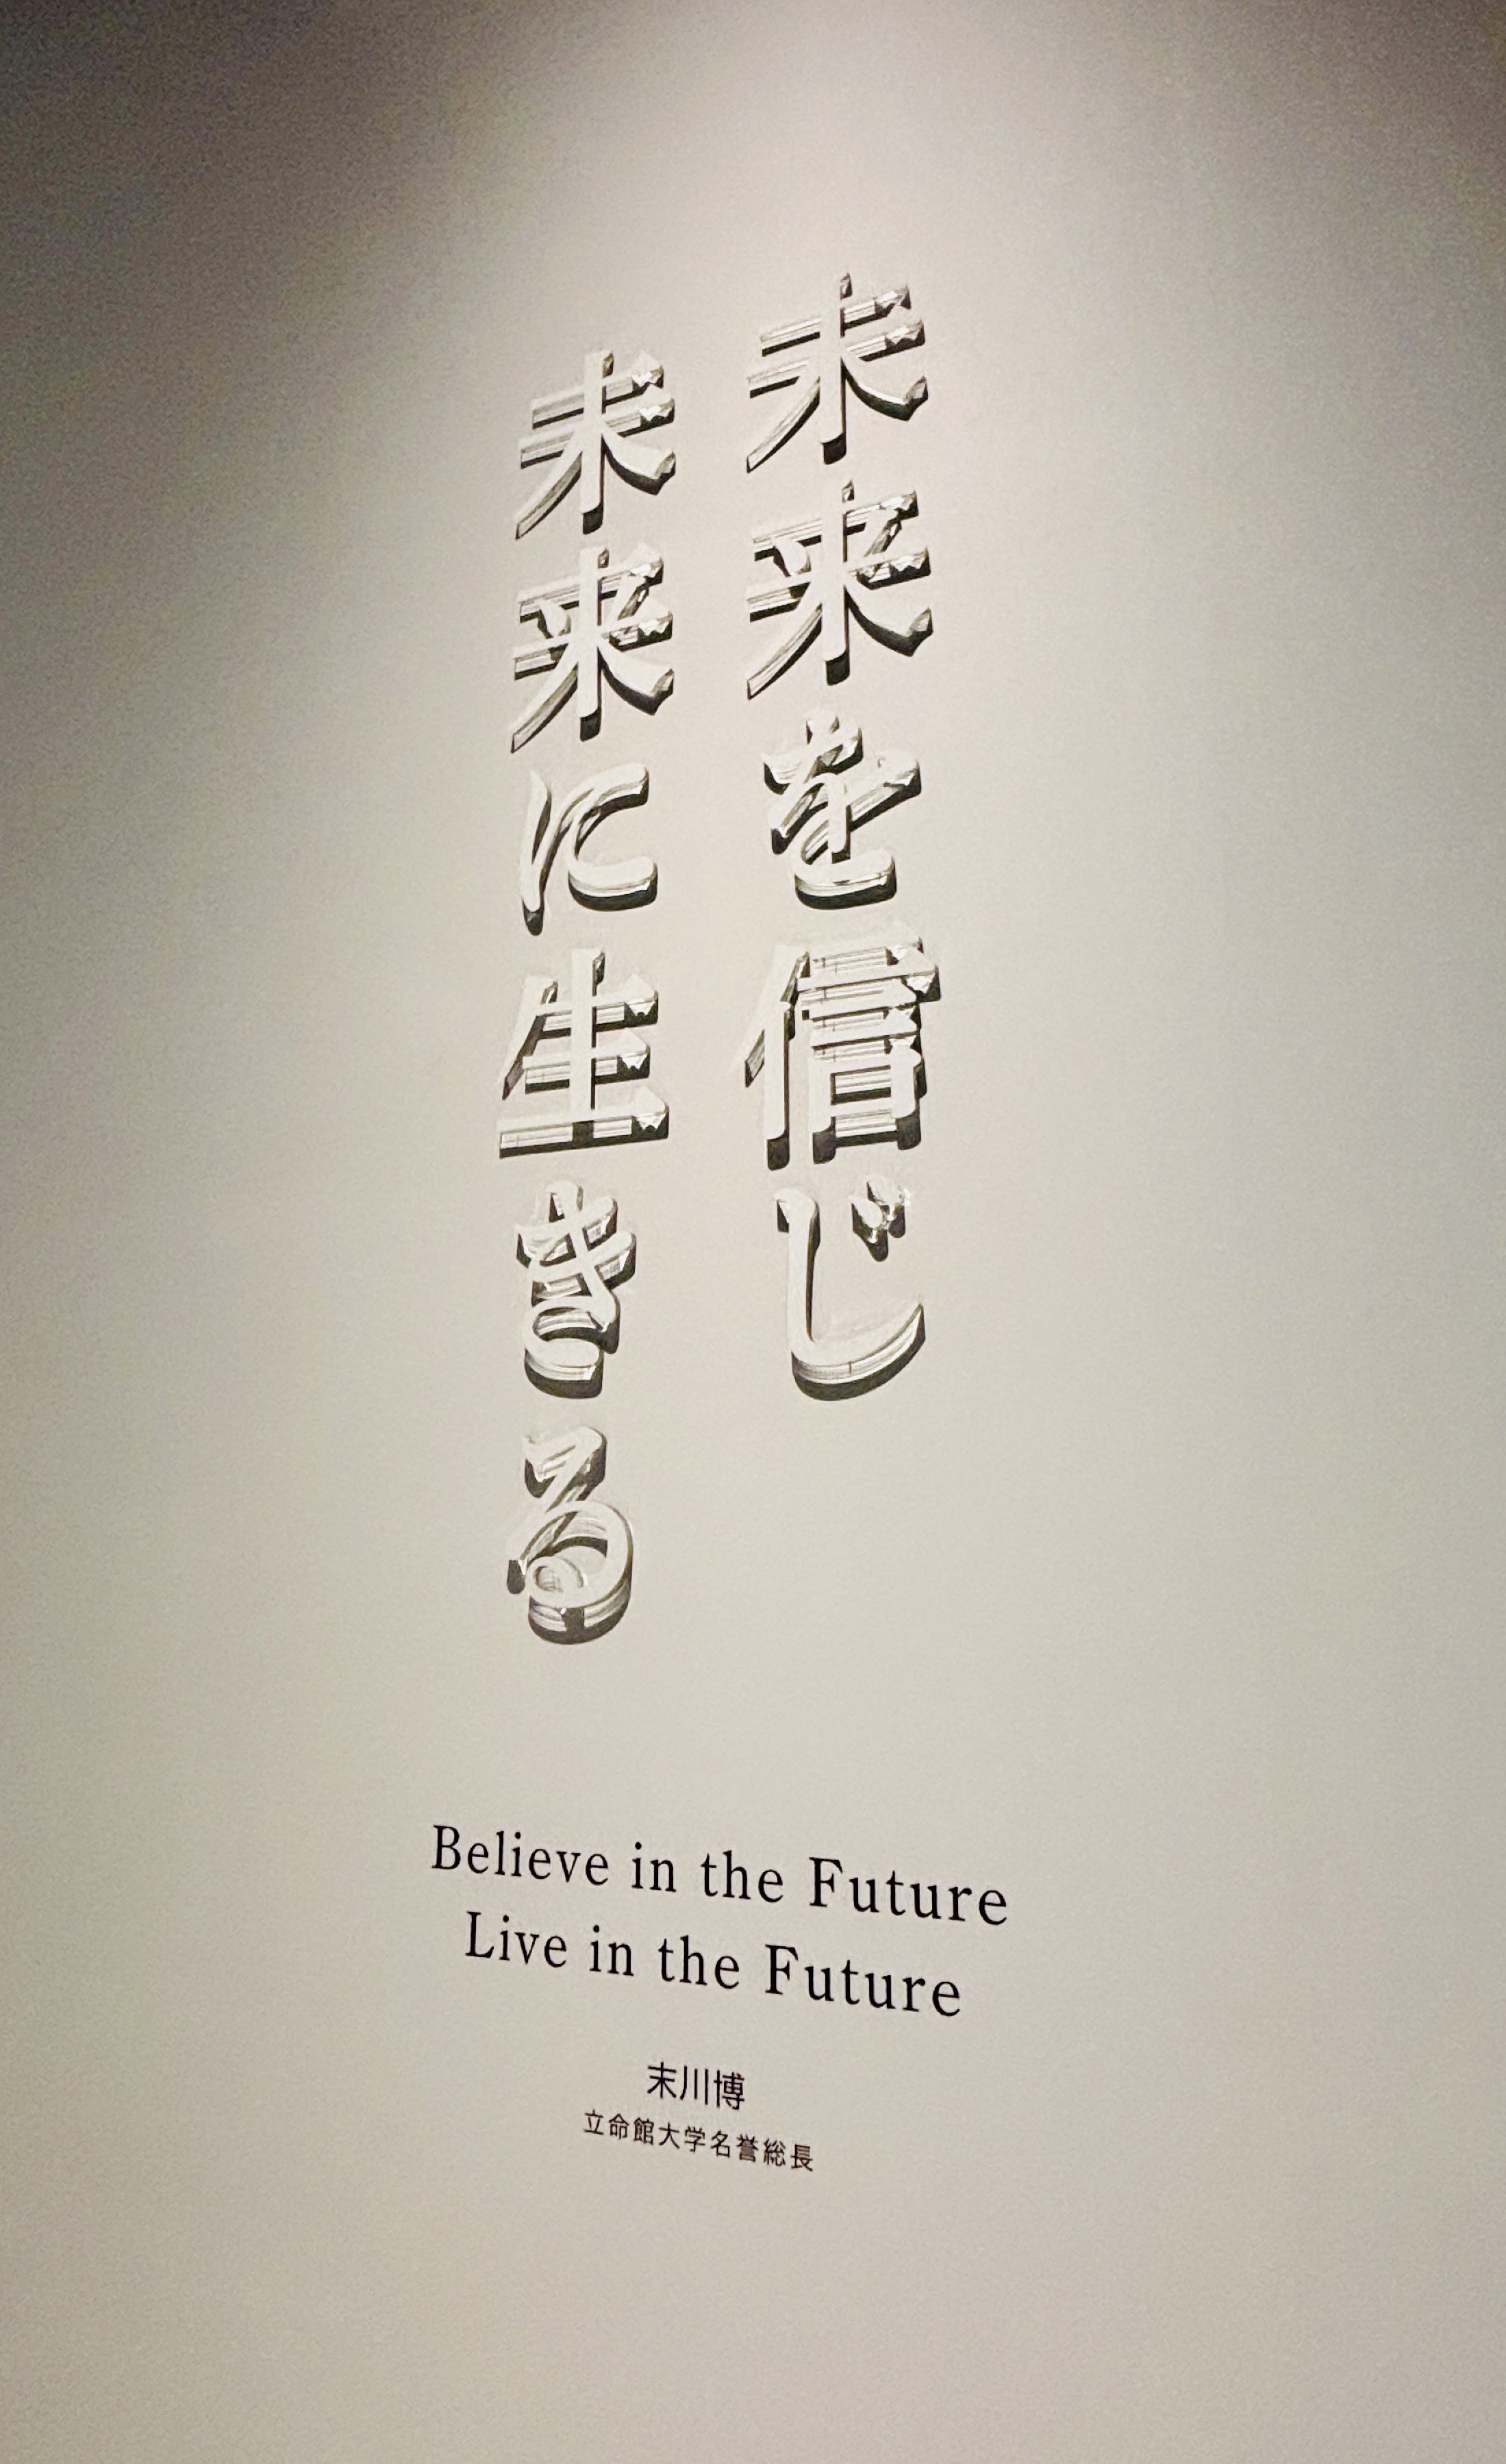 未来を信じ
未来に生きる
Believe in the Future
Live in the Future
末川博
立命館大学名誉総長